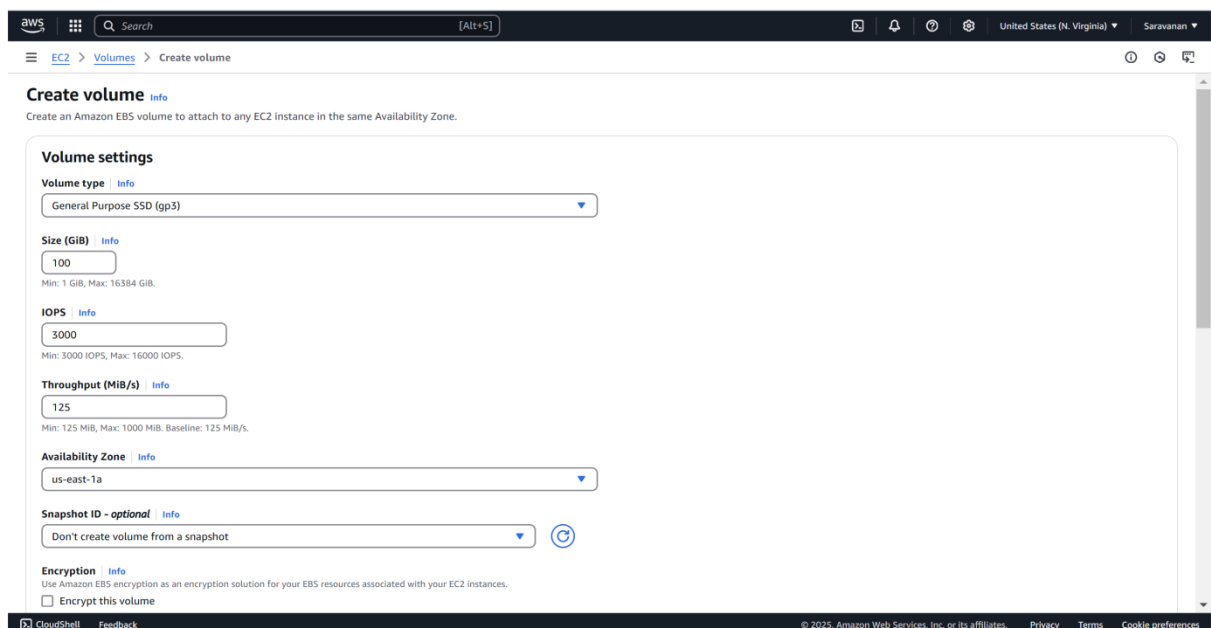 aws Search [Alt+S] United States (N. Virginia) Saravanan
EC2 > Volumes > Create volume
Create volume Info
Create an Amazon EBS volume to attach to any EC2 instance in the same Availability Zone.
Volume settings
Volume type Info
General Purpose SSD (gp3)
Size (GiB) Info
100
Min: 1 GiB, Max: 16384 GiB.
IOPS Info
3000
Min: 3000 IOPS, Max: 16000 IOPS.
Throughput (MiB/s) Info
125
Min: 125 MiB, Max: 1000 MiB. Baseline: 125 MiB/s.
Availability Zone Info
us-east-1a
Snapshot ID - optional Info
Don't create volume from a snapshot
Encryption Info
Use Amazon EBS encryption as an encryption solution for your EBS resources associated with your EC2 instances.
Encrypt this volume
CloudShell Feedback © 2025, Amazon Web Services, Inc. or its affiliates. Privacy Terms Cookie preferences